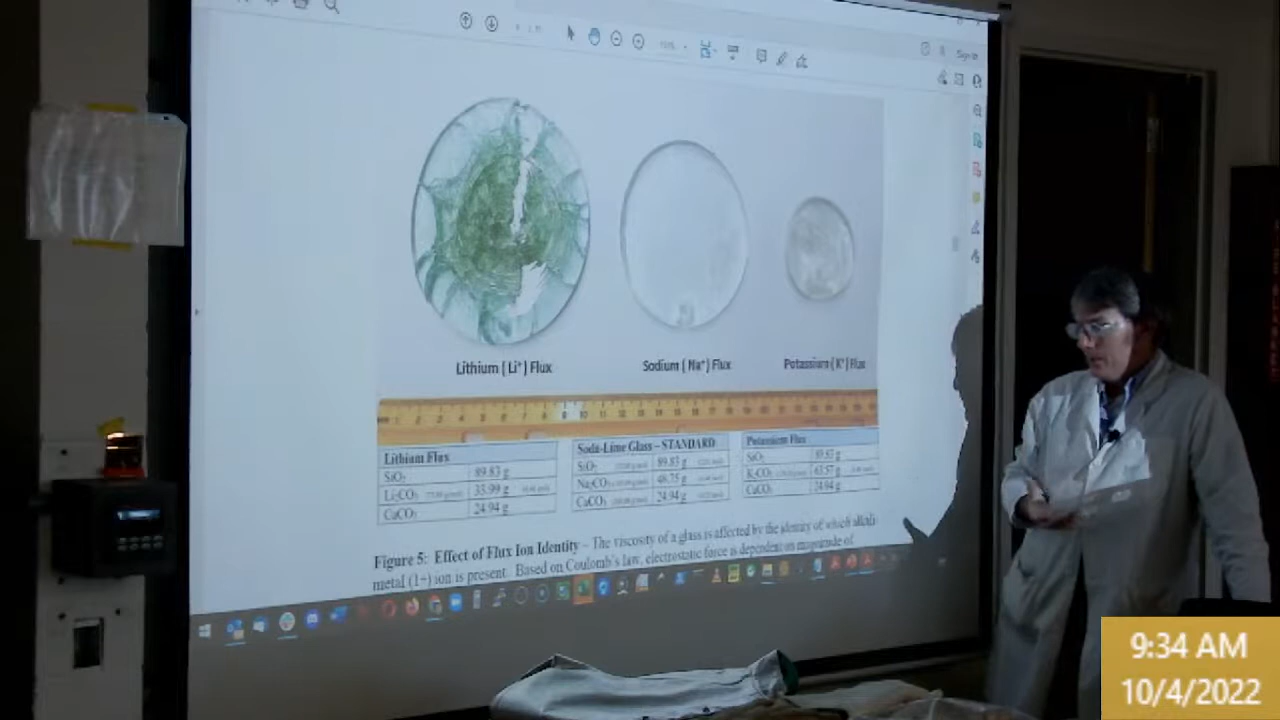 Sign In
Lithium ( Li⁺ ) Flux
Sodium ( Na⁺ ) Flux
Potassium ( K⁺ ) Flux
Lithium Flux
SiO₂ 89.83 g
Li₂CO₃ 33.99 g
CaCO₃ 24.94 g
Soda-Lime Glass – STANDARD
SiO₂ 89.83 g
Na₂CO₃ 48.75 g
CaCO₃ 24.94 g
Potassium Flux
SiO₂ 89.83 g
K₂CO₃ 63.57 g
CaCO₃ 24.94 g
Figure 5: Effect of Flux Ion Identity – The viscosity of a glass is affected by the identity of which alkali
metal (1+) ion is present. Based on Coulomb's law, electrostatic force is dependent on magnitude of
9:34 AM
10/4/2022